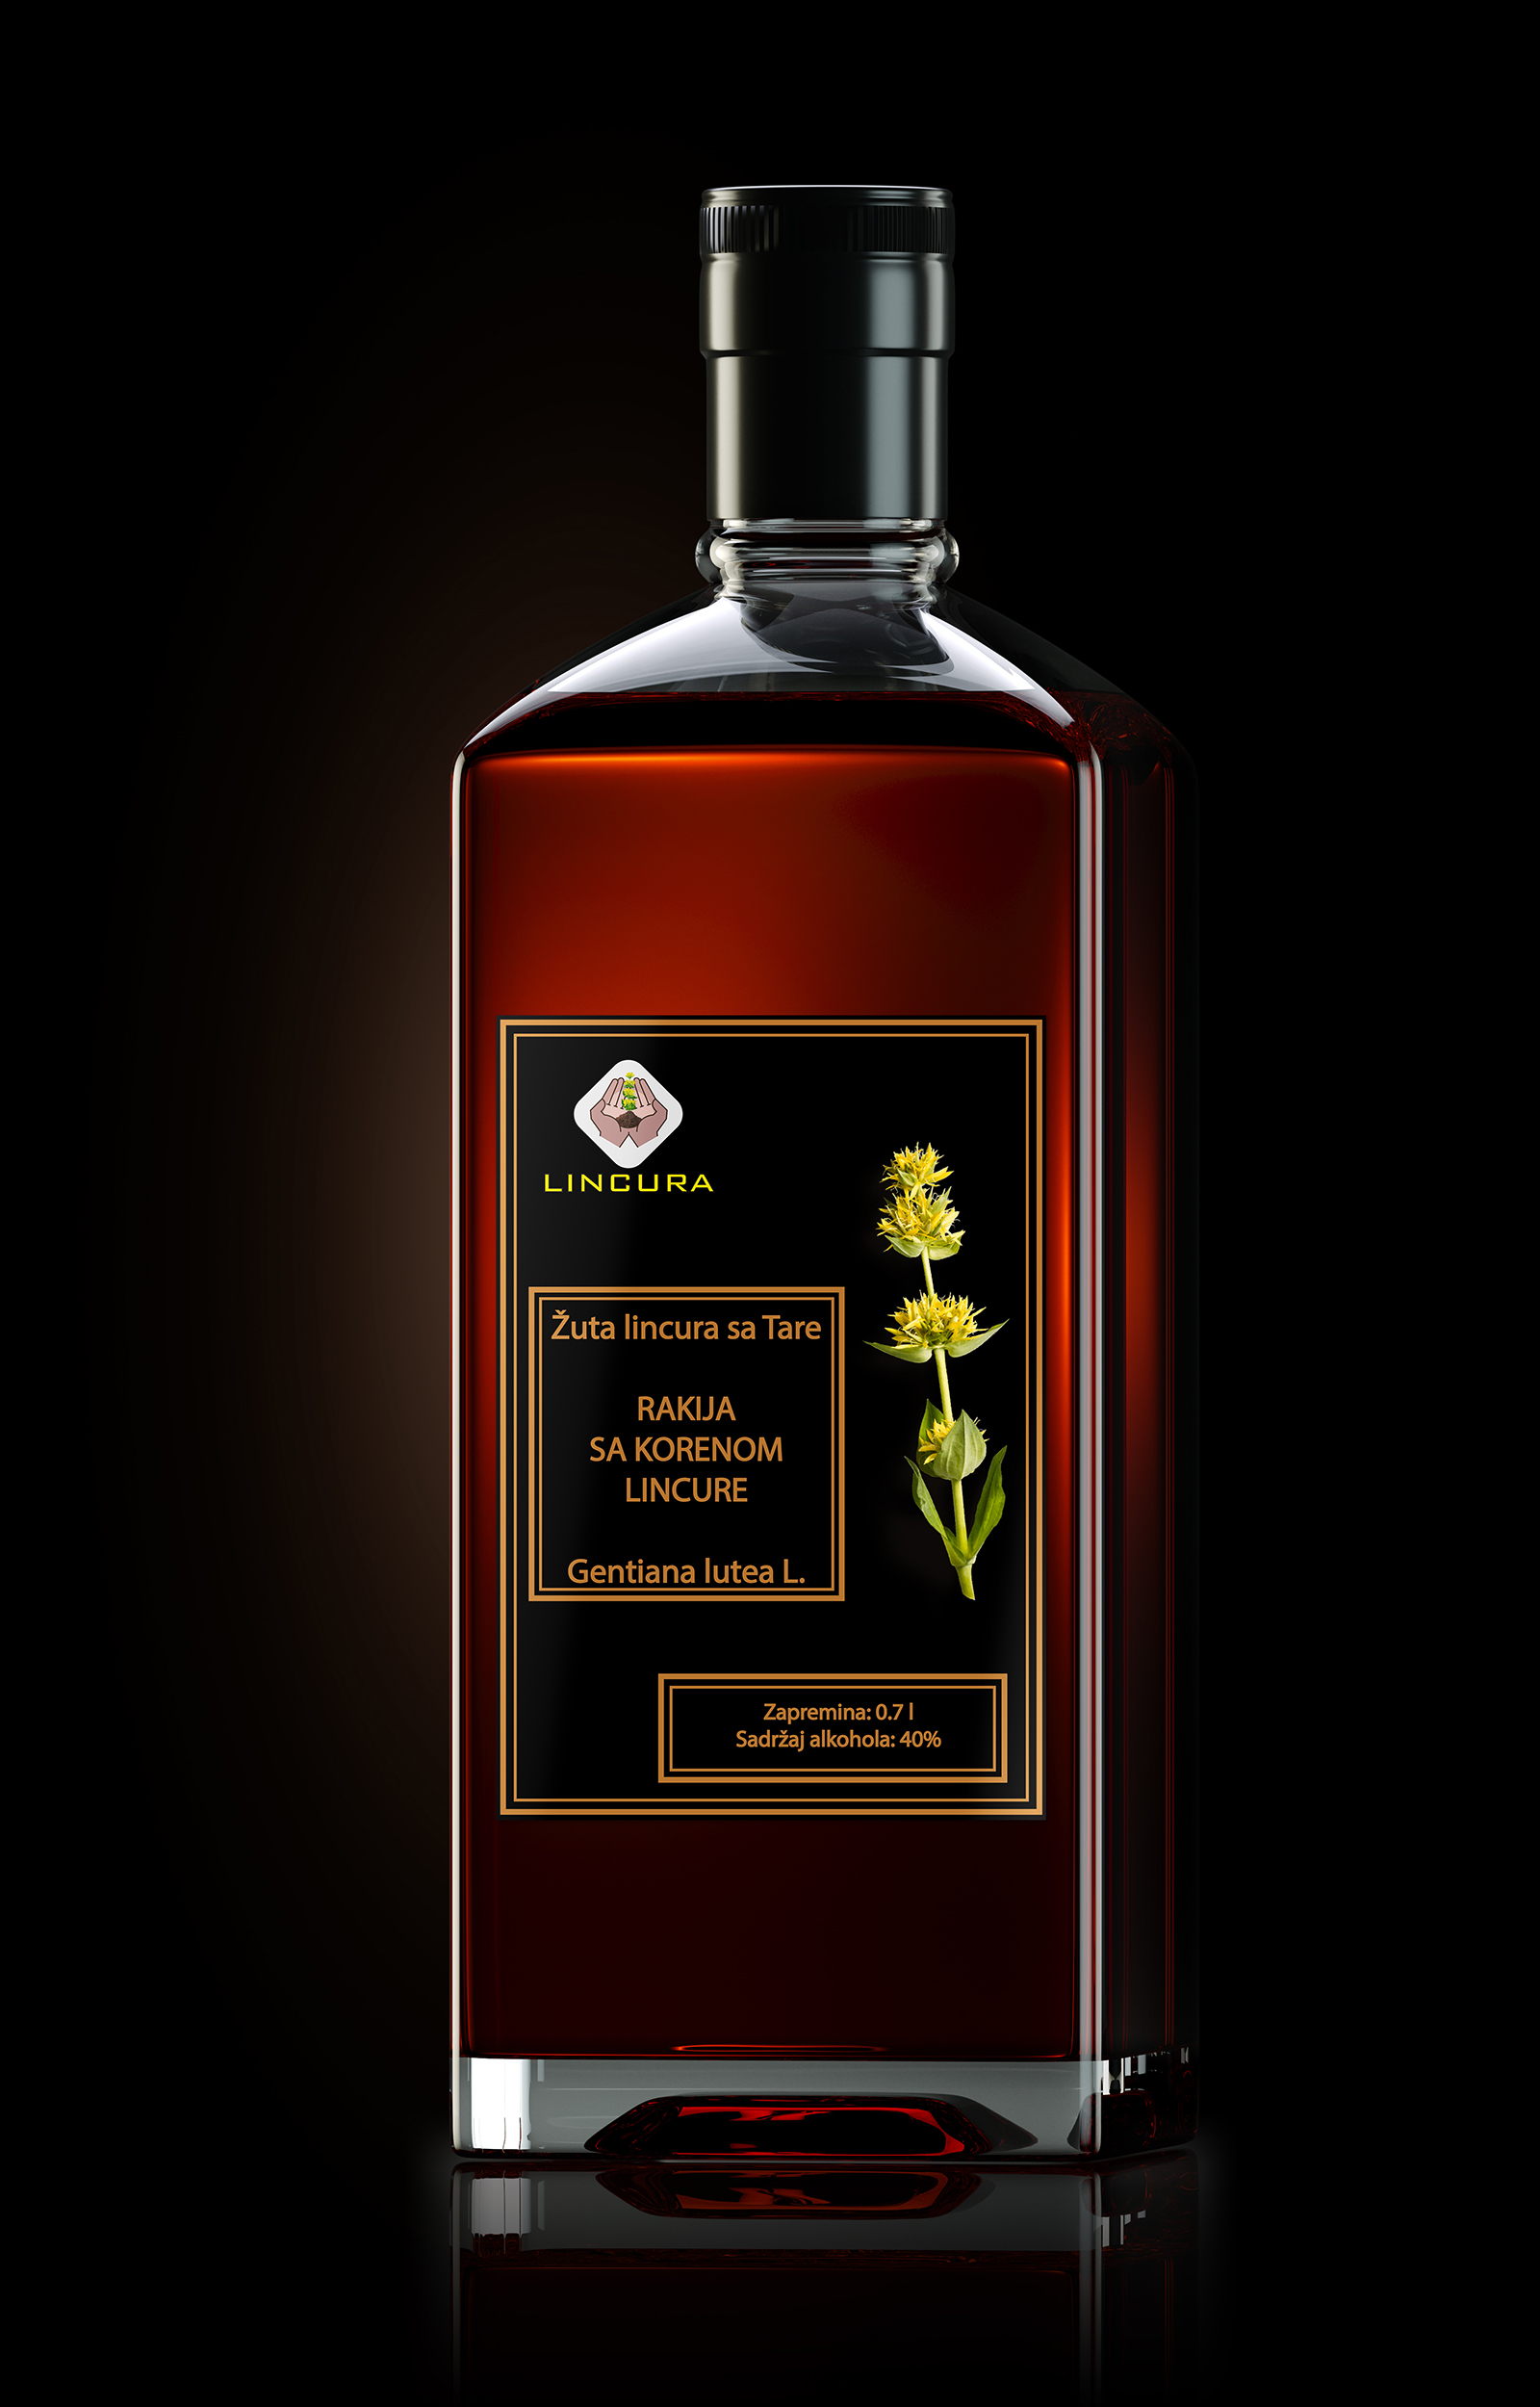 LINCURA
Žuta lincura sa Tare
RAKIJA
SA KORENOM
LINCURE
Gentiana lutea L.
Zapremina: 0.7 l
Sadržaj alkohola: 40%